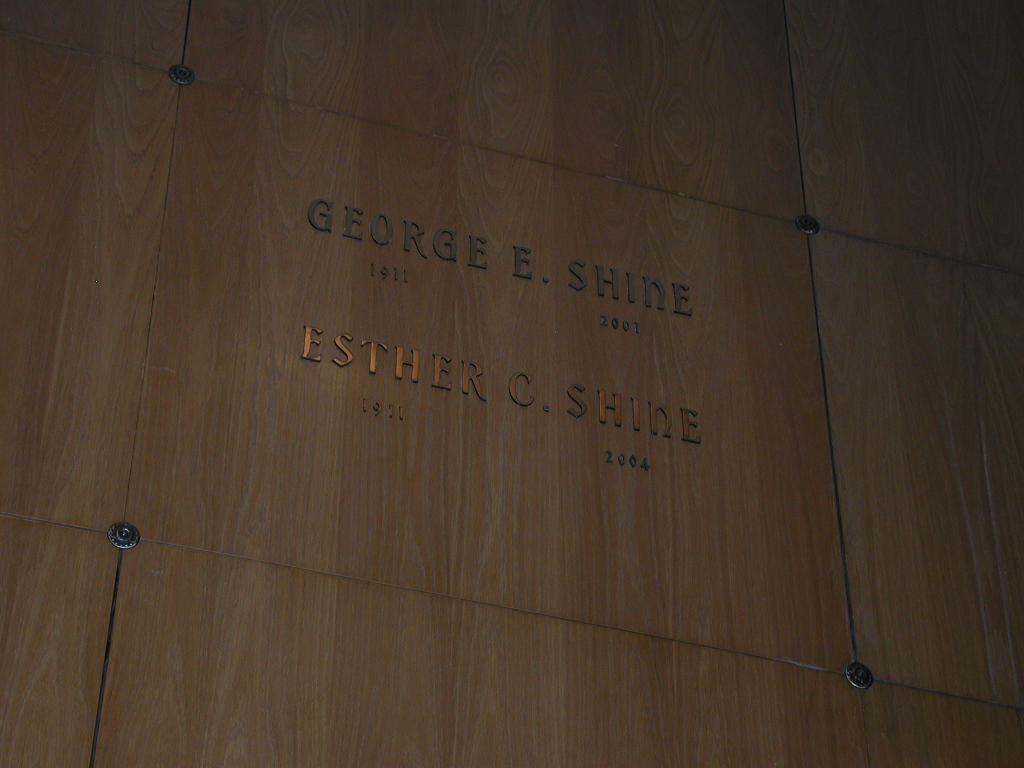 GEORGE E. SHINE
1911 2001
ESTHER C. SHINE
1911 2004